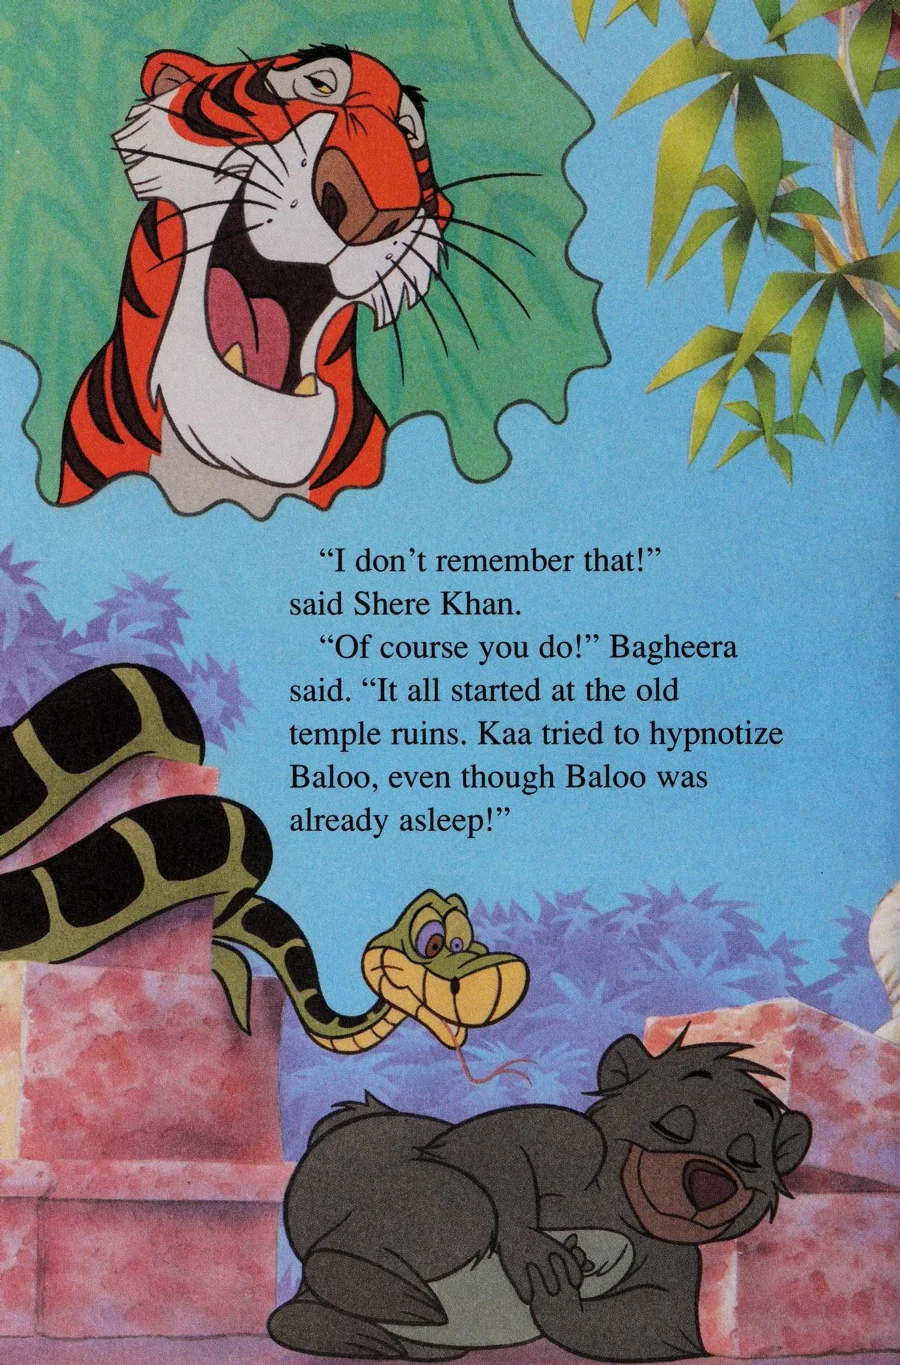 “I don’t remember that!”
said Shere Khan.
“Of course you do!” Bagheera
said. “It all started at the old
temple ruins. Kaa tried to hypnotize
Baloo, even though Baloo was
already asleep!”